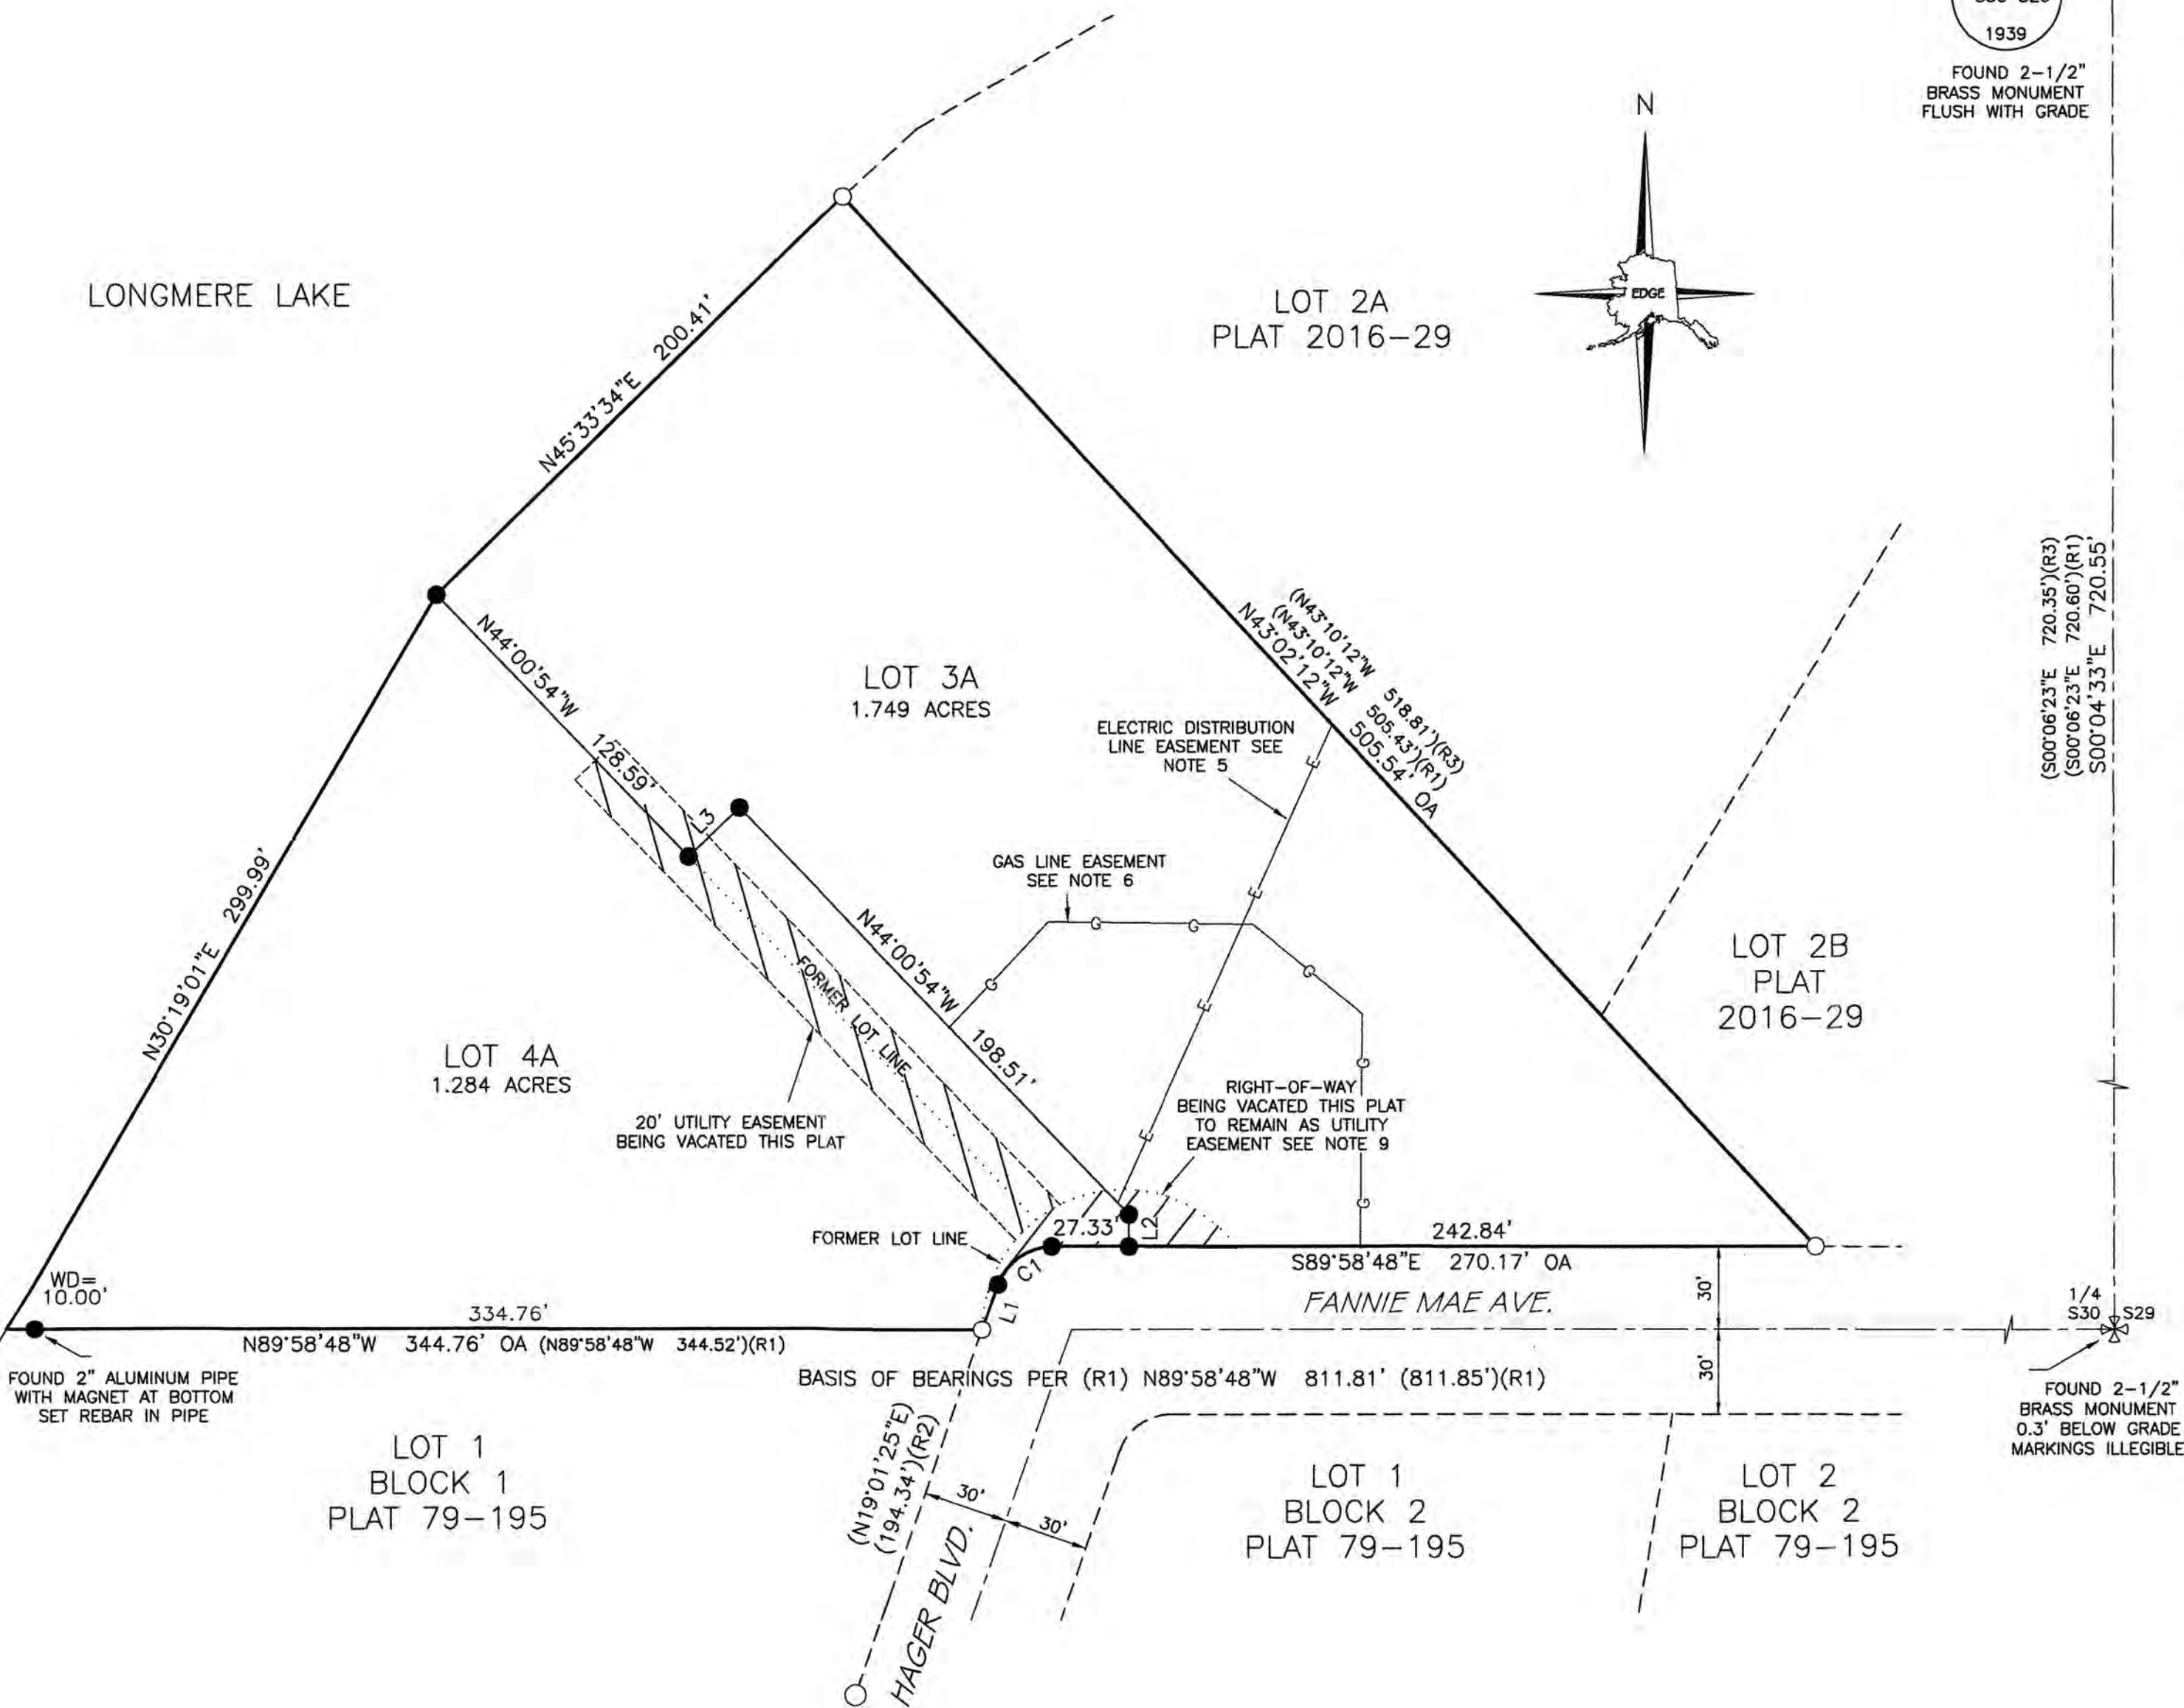 1939
FOUND 2-1/2"
BRASS MONUMENT
FLUSH WITH GRADE
N
EDGE
LONGMERE LAKE
LOT 2A
PLAT 2016-29
N45°33'34"E 200.41'
(S00°06'23"E 720.35')(R3)
(S00°06'23"E 720.60')(R1)
S00°04'33"E 720.55'
(N43°10'12"W 518.81')(R3)
(N43°10'12"W 505.43')(R1)
N43°02'12"W 505.54' OA
N44°00'54"W
128.59'
LOT 3A
1.749 ACRES
ELECTRIC DISTRIBUTION
LINE EASEMENT SEE
NOTE 5
E
E
E
E
L3
GAS LINE EASEMENT
SEE NOTE 6
G
G
G
G
G
G
N30°19'01"E 299.99'
N44°00'54"W
198.51'
FORMER LOT LINE
LOT 2B
PLAT
2016-29
LOT 4A
1.284 ACRES
20' UTILITY EASEMENT
BEING VACATED THIS PLAT
RIGHT-OF-WAY
BEING VACATED THIS PLAT
TO REMAIN AS UTILITY
EASEMENT SEE NOTE 9
FORMER LOT LINE
27.33'
L2
242.84'
S89°58'48"E 270.17' OA
C1
L1
WD=
10.00'
334.76'
N89°58'48"W 344.76' OA (N89°58'48"W 344.52')(R1)
FANNIE MAE AVE.
30'
30'
1/4
S30 S29
FOUND 2" ALUMINUM PIPE
WITH MAGNET AT BOTTOM
SET REBAR IN PIPE
BASIS OF BEARINGS PER (R1) N89°58'48"W 811.81' (811.85')(R1)
FOUND 2-1/2"
BRASS MONUMENT
0.3' BELOW GRADE
MARKINGS ILLEGIBLE
LOT 1
BLOCK 1
PLAT 79-195
(N19°01'25"E)
(194.34')(R2)
30'
30'
HAGER BLVD.
LOT 1
BLOCK 2
PLAT 79-195
LOT 2
BLOCK 2
PLAT 79-195